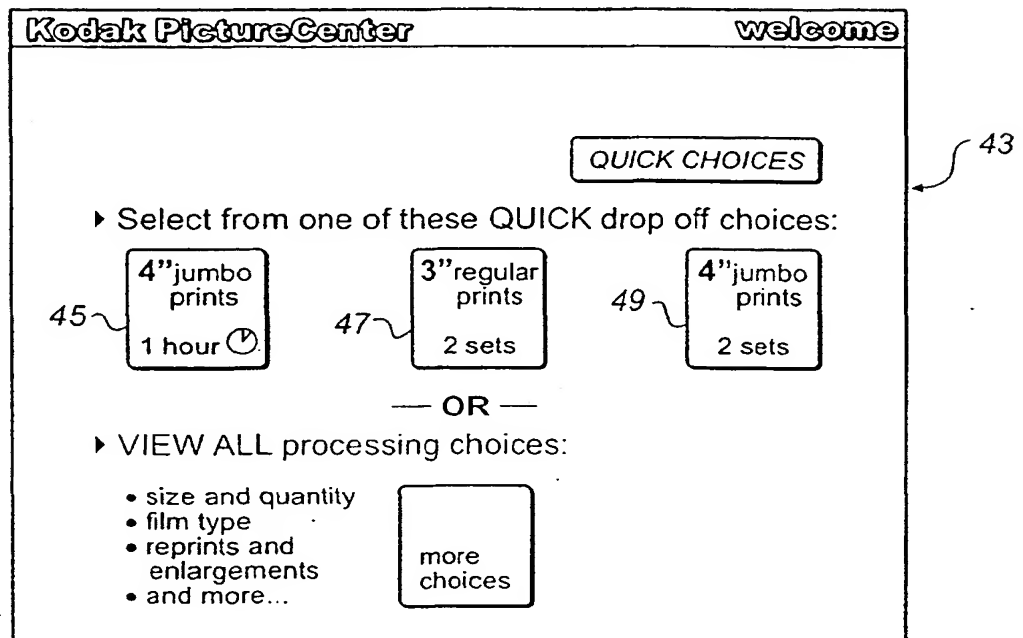 Kodak PictureCenter welcome
QUICK CHOICES
43
▸ Select from one of these QUICK drop off choices:
4”jumbo
prints
1 hour
45
3”regular
prints
2 sets
47
4”jumbo
prints
2 sets
49
— OR —
▸ VIEW ALL processing choices:
• size and quantity
• film type
• reprints and
enlargements
• and more...
more
choices